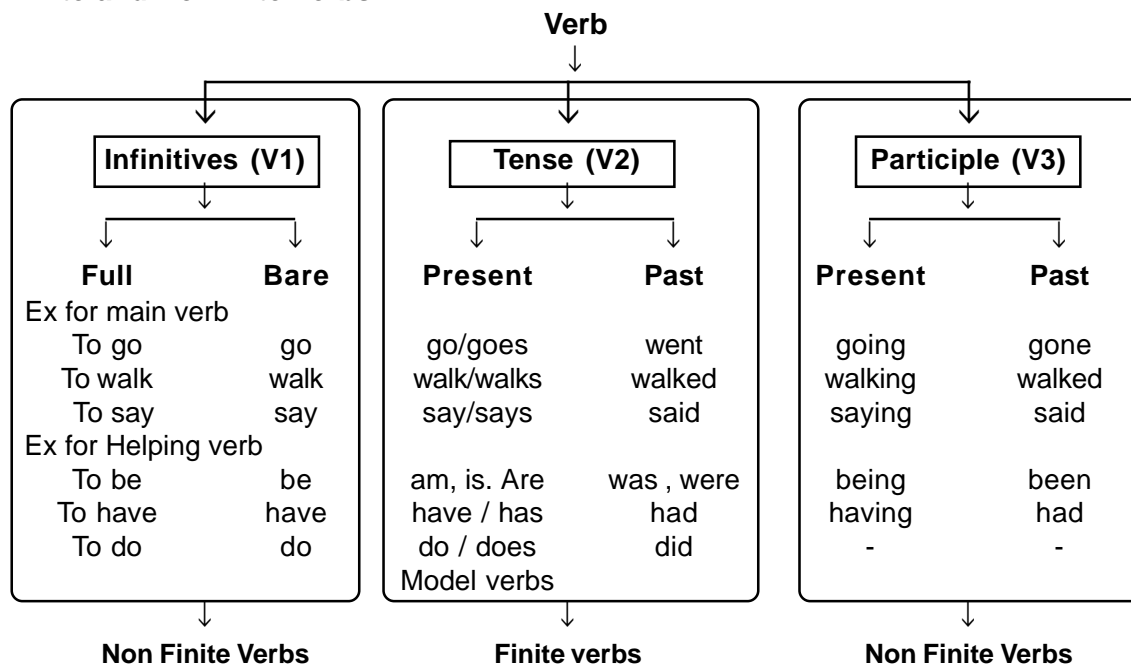 Verb
Infinitives (V1) Tense (V2) Participle (V3)
Full Bare Present Past Present Past
Ex for main verb
To go go go/goes went going gone
To walk walk walk/walks walked walking walked
To say say say/says said saying said
Ex for Helping verb
To be be am, is. Are was , were being been
To have have have / has had having had
To do do do / does did - -
Model verbs
Non Finite Verbs Finite verbs Non Finite Verbs